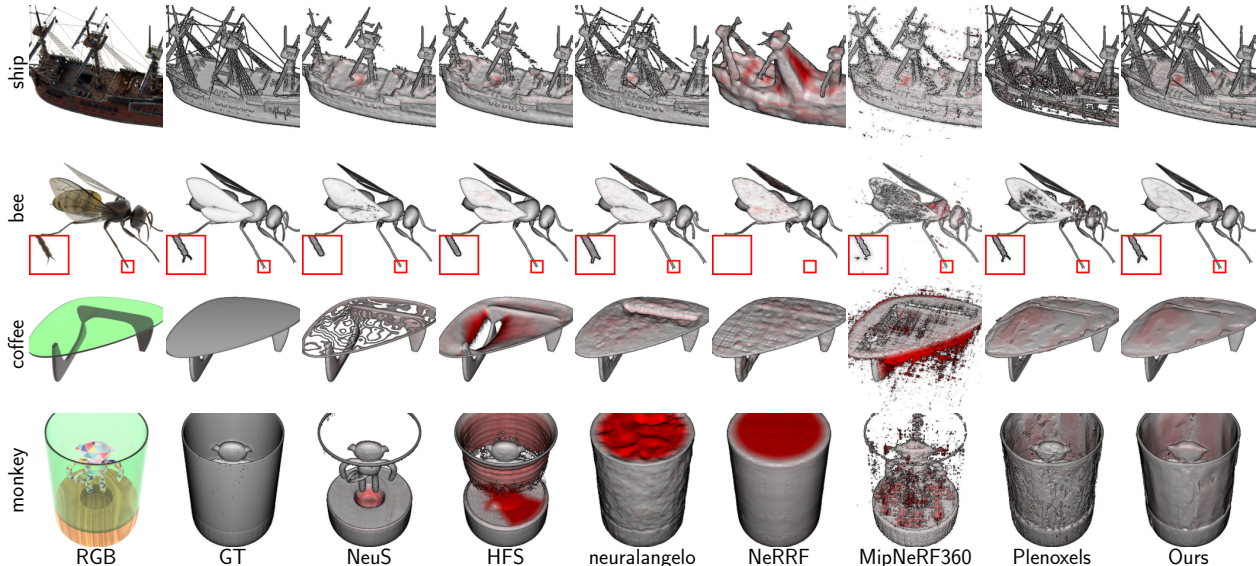 ship
bee
coffee
monkey
RGB GT NeuS HFS neuralangelo NeRRF MipNeRF360 Plenoxels Ours